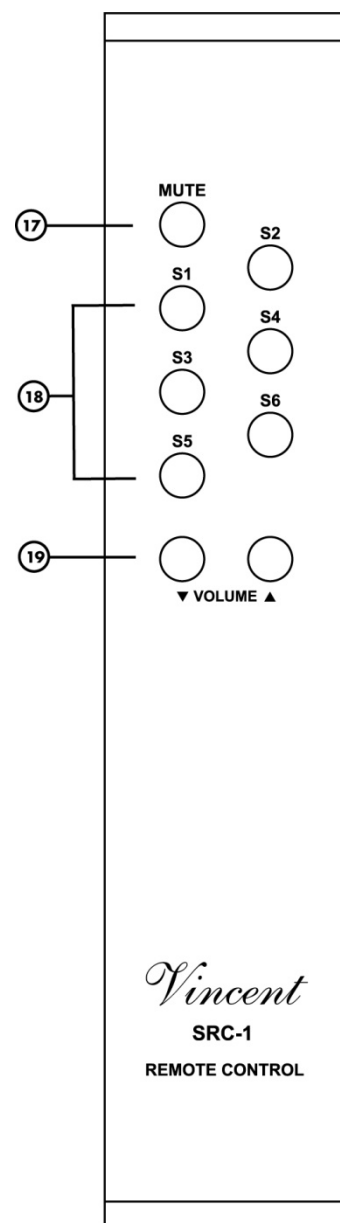 17
MUTE
S2
S1
S4
18
S3
S6
S5
19
▼ VOLUME ▲
Vincent
SRC-1
REMOTE CONTROL